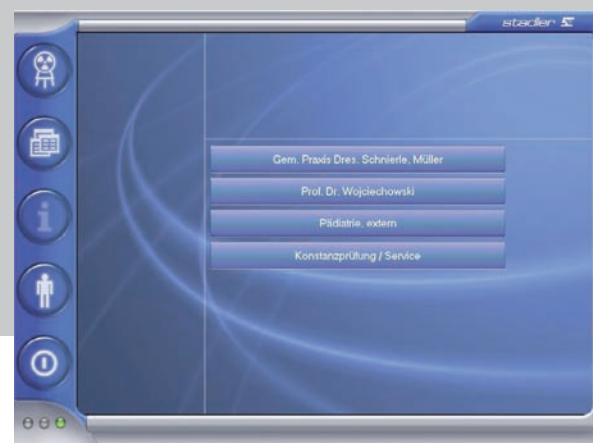 stadler
Gem. Praxis Dres. Schnierle, Müller
Prof. Dr. Wojciechowski
Pädiatrie, extern
Konstanzprüfung / Service